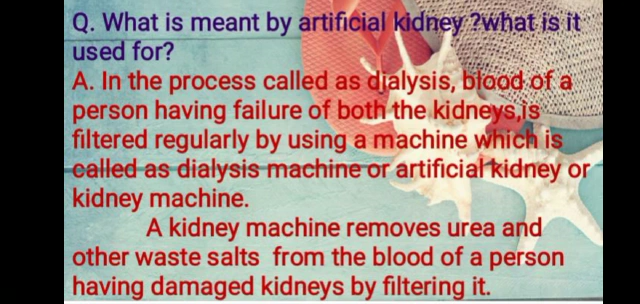 Q. What is meant by artificial kidney ?what is it
used for?
A. In the process called as dialysis, blood of a
person having failure of both the kidneys,is
filtered regularly by using a machine which is
called as dialysis machine or artificial kidney or
kidney machine.
A kidney machine removes urea and
other waste salts from the blood of a person
having damaged kidneys by filtering it.